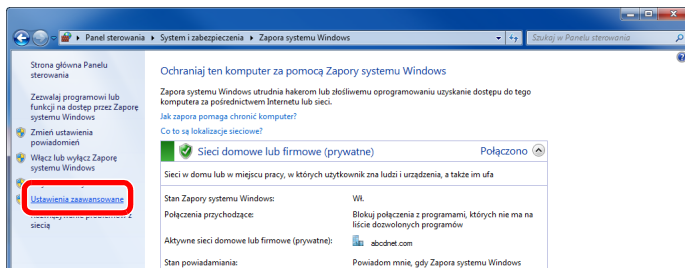 Panel sterowania ▸ System i zabezpieczenia ▸ Zapora systemu Windows
Szukaj w Panelu sterowania
Strona główna Panelu
sterowania
Zezwalaj programowi lub
funkcji na dostęp przez Zaporę
systemu Windows
Zmień ustawienia
powiadomień
Włącz lub wyłącz Zaporę
systemu Windows
Ustawienia zaawansowane
siecią
Ochraniaj ten komputer za pomocą Zapory systemu Windows
Zapora systemu Windows utrudnia hakerom lub złośliwemu oprogramowaniu uzyskanie dostępu do tego
komputera za pośrednictwem Internetu lub sieci.
Jak zapora pomaga chronić komputer?
Co to są lokalizacje sieciowe?
Sieci domowe lub firmowe (prywatne) Połączono
Sieci w domu lub w miejscu pracy, w których użytkownik zna ludzi i urządzenia, a także im ufa
Stan Zapory systemu Windows: Wł.
Połączenia przychodzące: Blokuj połączenia z programami, których nie ma na
liście dozwolonych programów
Aktywne sieci domowe lub firmowe (prywatne): abcdnet.com
Stan powiadamiania: Powiadom mnie, gdy Zapora systemu Windows